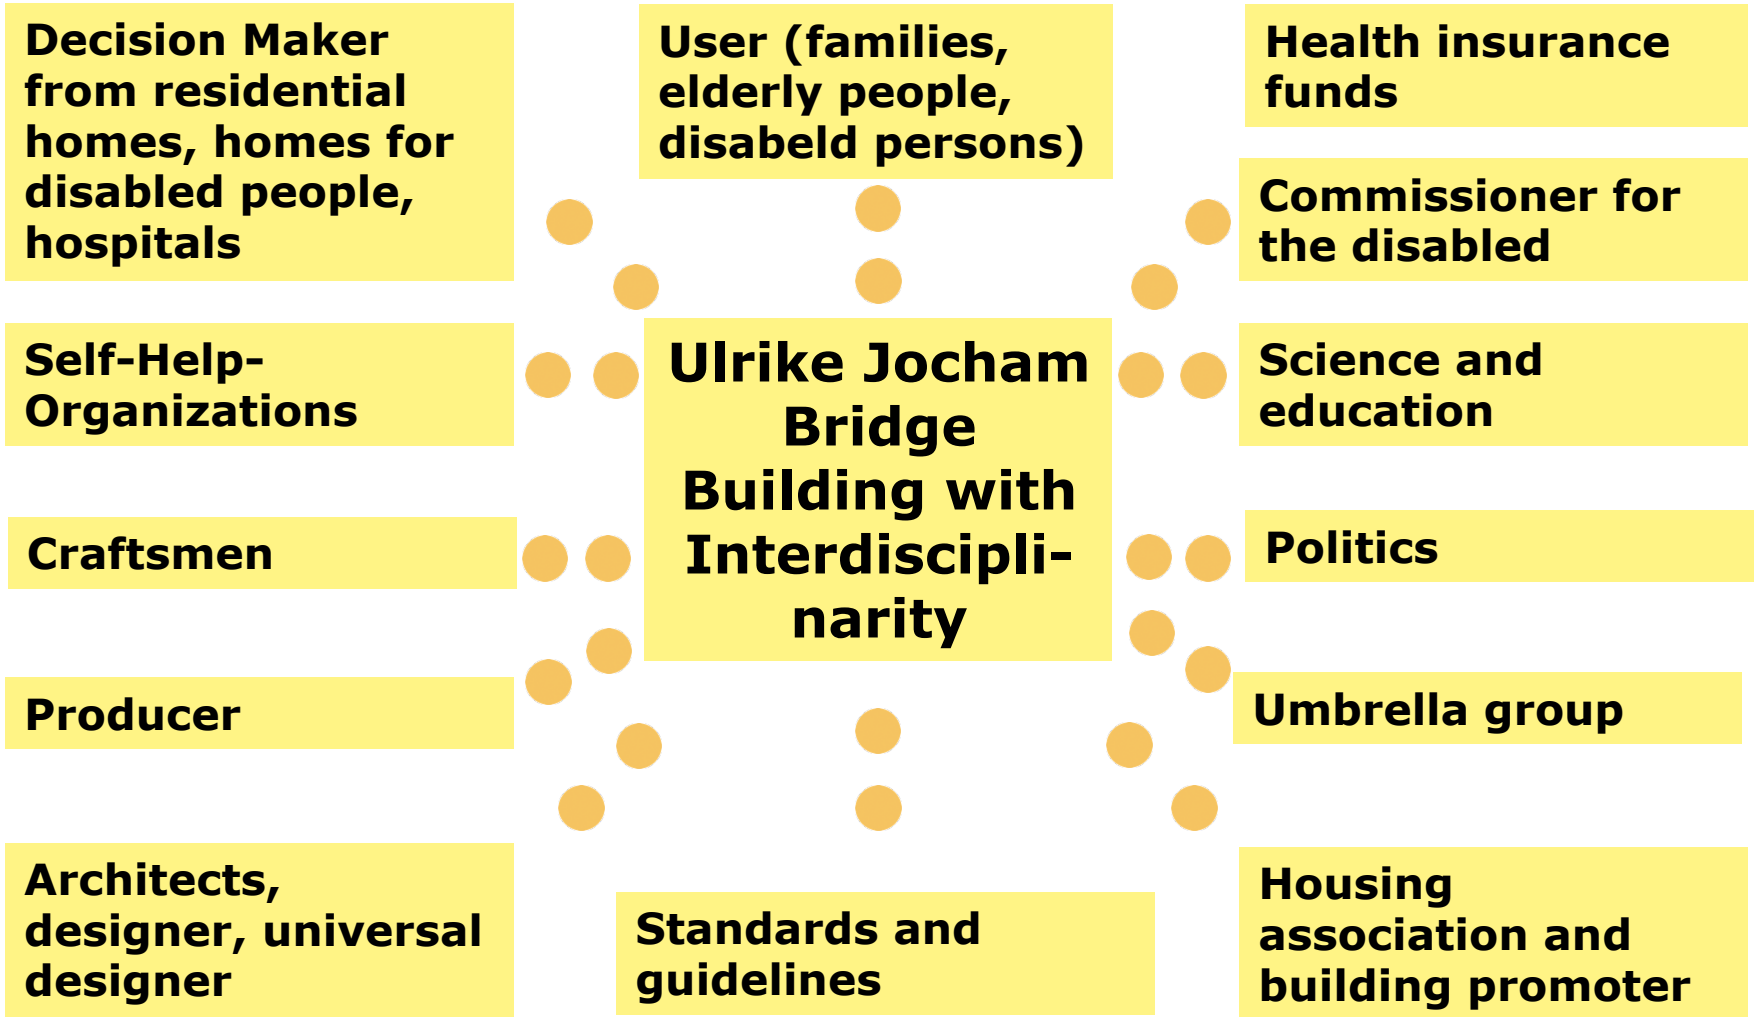 Decision Maker
from residential
homes, homes for
disabled people,
hospitals
User (families,
elderly people,
disabeld persons)
Health insurance
funds
Commissioner for
the disabled
Self-Help-
Organizations
Ulrike Jocham
Bridge
Building with
Interdiscipli-
narity
Science and
education
Craftsmen
Politics
Producer
Umbrella group
Architects,
designer, universal
designer
Standards and
guidelines
Housing
association and
building promoter